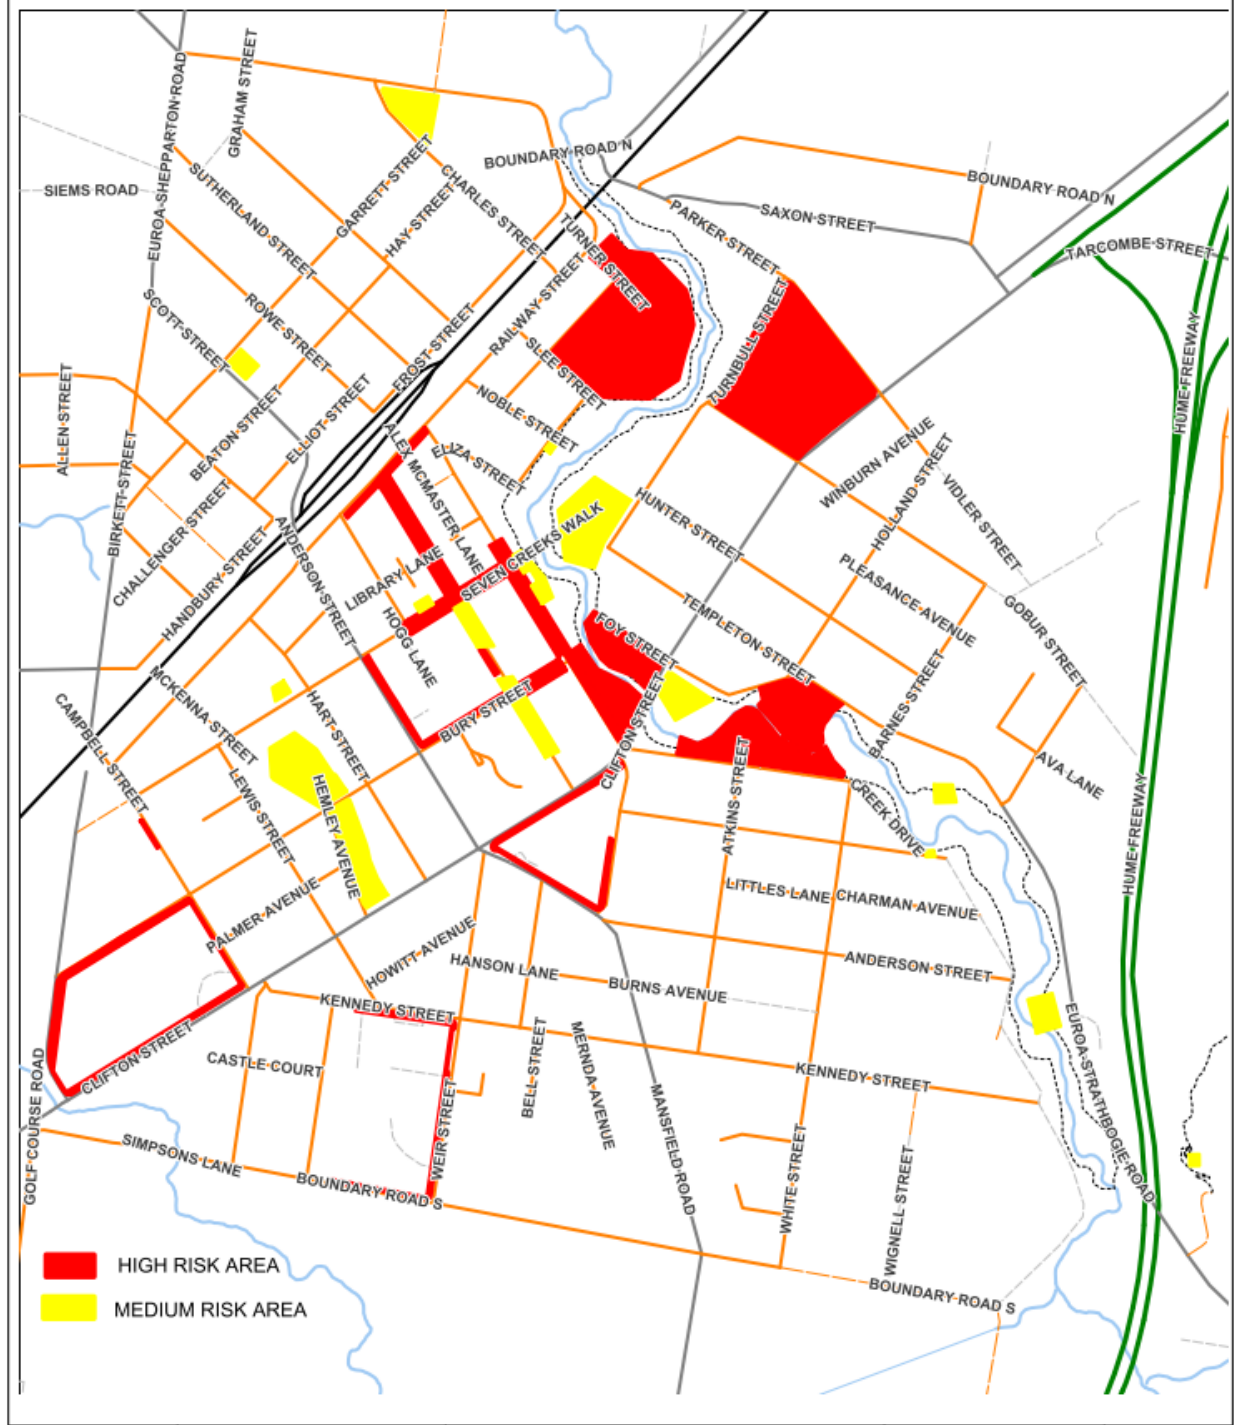 GRAHAM STREET
EUROA-SHEPPARTON ROAD
SIEMS ROAD
SUTHERLAND STREET
GARRETT STREET
HAY STREET
CHARLES STREET
BOUNDARY ROAD N
BOUNDARY ROAD N
PARKER STREET
SAXON STREET
TARCOMBE STREET
TURNER STREET
RAILWAY STREET
SCOTT STREET
ROWE STREET
FROST STREET
SLEE STREET
TURNBULL STREET
HUME FREEWAY
ALLEN STREET
BEATON STREET
ELLIOT STREET
NOBLE STREET
ALEX MCMASTER LANE
ELIZA STREET
WINBURN AVENUE
HOLLAND STREET
VIDLER STREET
BIRKETT STREET
CHALLENGER STREET
HANDBURY STREET
ANDERSON STREET
LIBRARY LANE
SEVEN CREEKS WALK
HUNTER STREET
PLEASANCE AVENUE
GOBUR STREET
HOGG LANE
FOY STREET
TEMPLETON STREET
BARNES STREET
CAMPBELL STREET
MCKENNA STREET
HART STREET
BURY STREET
CLIFTON STREET
AVA LANE
LEWIS STREET
HEMLEY AVENUE
ATKINS STREET
CREEK DRIVE
HUME FREEWAY
PALMER AVENUE
LITTLES LANE
CHARMAN AVENUE
HOWITT AVENUE
HANSON LANE
BURNS AVENUE
ANDERSON STREET
KENNEDY STREET
CLIFTON STREET
CASTLE COURT
BELL STREET
MERNDA AVENUE
KENNEDY STREET
EUROA-STRATHBOGIE ROAD
GOLF COURSE ROAD
SIMPSONS LANE
WEIR STREET
MANSFIELD ROAD
WHITE STREET
WIGNELL STREET
BOUNDARY ROAD S
BOUNDARY ROAD S
HIGH RISK AREA
MEDIUM RISK AREA